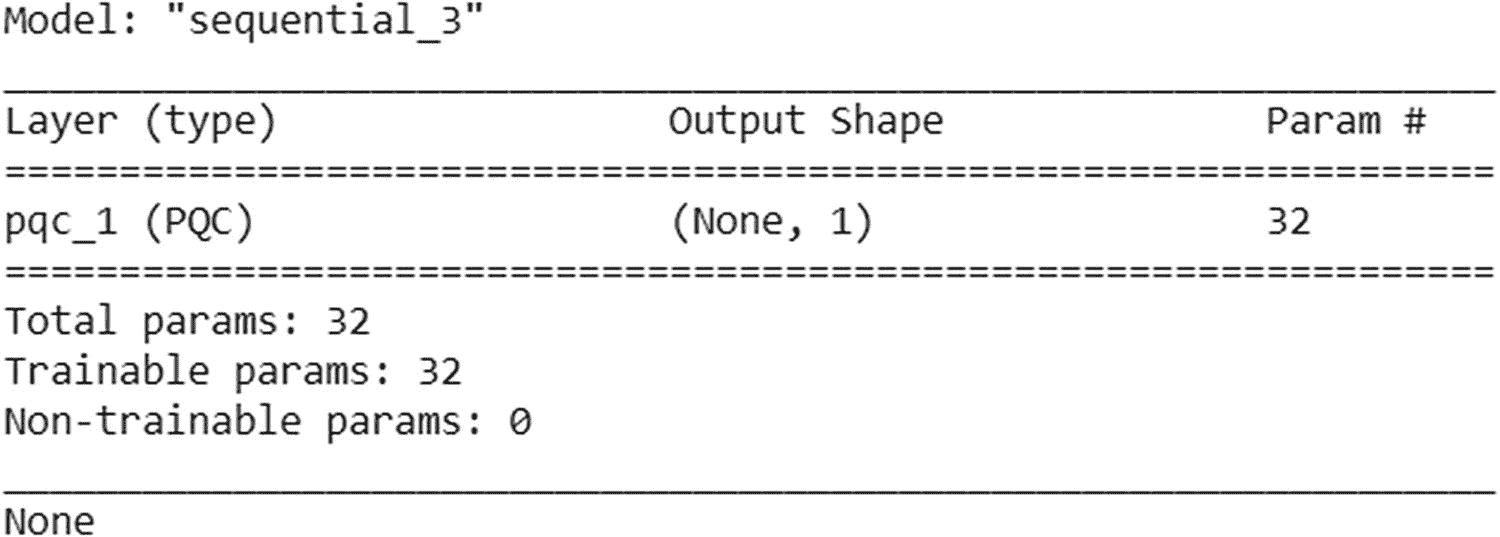 Model: "sequential_3"
_________________________________________________________________
Layer (type)                 Output Shape              Param #
=================================================================
pqc_1 (PQC)                  (None, 1)                 32
=================================================================
Total params: 32
Trainable params: 32
Non-trainable params: 0
_________________________________________________________________
None